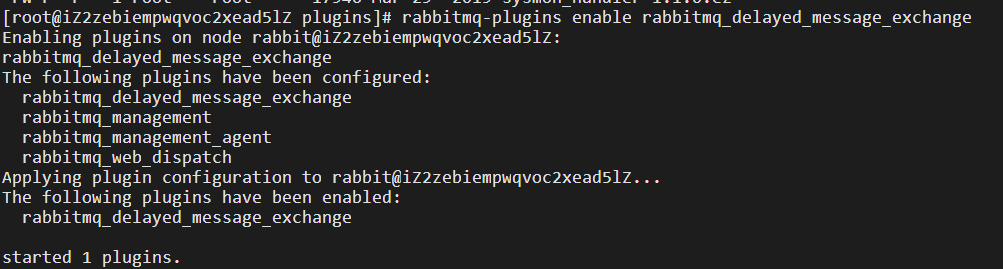 [root@iZ2zebiempwqvoc2xead5lZ plugins]# rabbitmq-plugins enable rabbitmq_delayed_message_exchange
Enabling plugins on node rabbit@iZ2zebiempwqvoc2xead5lZ:
rabbitmq_delayed_message_exchange
The following plugins have been configured:
  rabbitmq_delayed_message_exchange
  rabbitmq_management
  rabbitmq_management_agent
  rabbitmq_web_dispatch
Applying plugin configuration to rabbit@iZ2zebiempwqvoc2xead5lZ...
The following plugins have been enabled:
  rabbitmq_delayed_message_exchange
started 1 plugins.